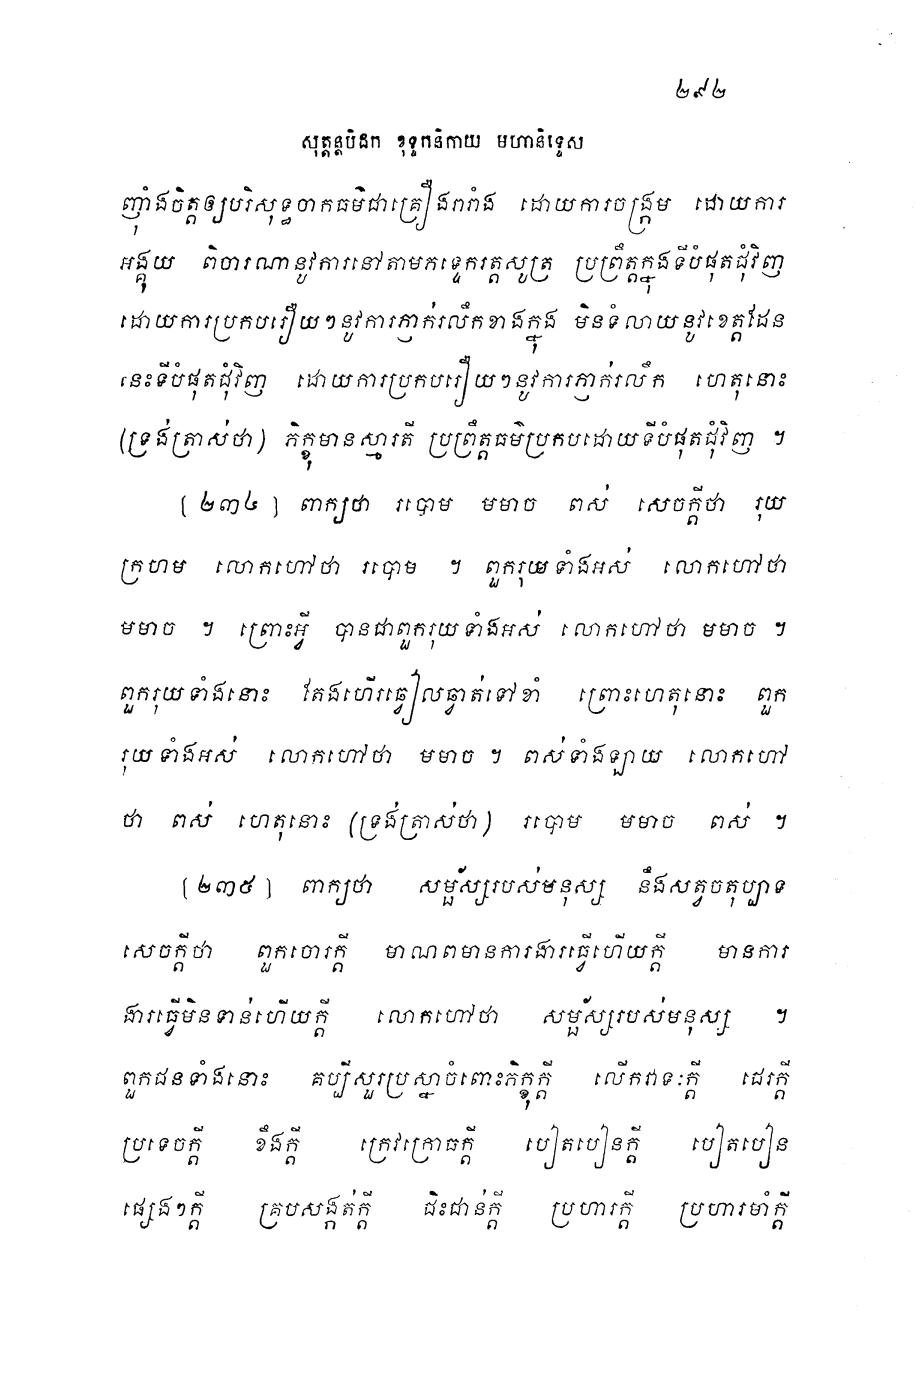 ២៩២
សុត្តន្តបិដក ខុទ្ទកនិកាយ មហានិទ្ទេស
ញ៉ាំងចិត្តឲ្យបរិសុទ្ធចាកធម៌ជាគ្រឿងរារាំង ដោយការចង្ក្រម ដោយការ
អង្គុយ ពិចារណានូវការនៅតាមភទ្ទេករត្តសូត្រ ប្រព្រឹត្តក្នុងទីបំផុតជុំវិញ
ដោយការប្រកបរឿយៗនូវការភ្ញាក់រលឹកខាងក្នុង មិនទំលាយនូវខេត្តដែន
នេះទីបំផុតជុំវិញ ដោយការប្រកបរឿយៗនូវការភ្ញាក់រលឹក ហេតុនោះ
(ទ្រង់ត្រាស់ថា) ភិក្ខុមានស្មារតី ប្រព្រឹត្តធម៌ប្រកបដោយទីបំផុតជុំវិញ ។
[ ២៣៤ ] ពាក្យថា របោម មមាច ពស់ សេចក្តីថា រុយ
ក្រហម លោកហៅថា របោម ។ ពួករុយទាំងអស់ លោកហៅថា
មមាច ។ ព្រោះអ្វី បានជាពួករុយទាំងអស់ លោកហៅថា មមាច ។
ពួករុយទាំងនោះ តែងហើរឆ្វៀលឆ្វាត់ទៅខាំ ព្រោះហេតុនោះ ពួក
រុយទាំងអស់ លោកហៅថា មមាច ។ ពស់ទាំងឡាយ លោកហៅ
ថា ពស់ ហេតុនោះ (ទ្រង់ត្រាស់ថា) របោម មមាច ពស់ ។
[ ២៣៥ ] ពាក្យថា សម្ផ័ស្សរបស់មនុស្ស នឹងសត្វចតុប្បាទ
សេចក្តីថា ពួកចោរក្តី មាណពមានការងារធ្វើហើយក្តី មានការ
ងារធ្វើមិនទាន់ហើយក្តី លោកហៅថា សម្ផ័ស្សរបស់មនុស្ស ។
ពួកជនទាំងនោះ គប្បីសួរប្រស្នាចំពោះភិក្ខុក្តី លើកវាទៈក្តី ជេរក្តី
ប្រទេចក្តី ខឹងក្តី ក្រេវក្រោធក្តី បៀតបៀនក្តី បៀតបៀន
ផ្សេងៗក្តី គ្របសង្កត់ក្តី ជិះជាន់ក្តី ប្រហារក្តី ប្រហារមាំក្តី